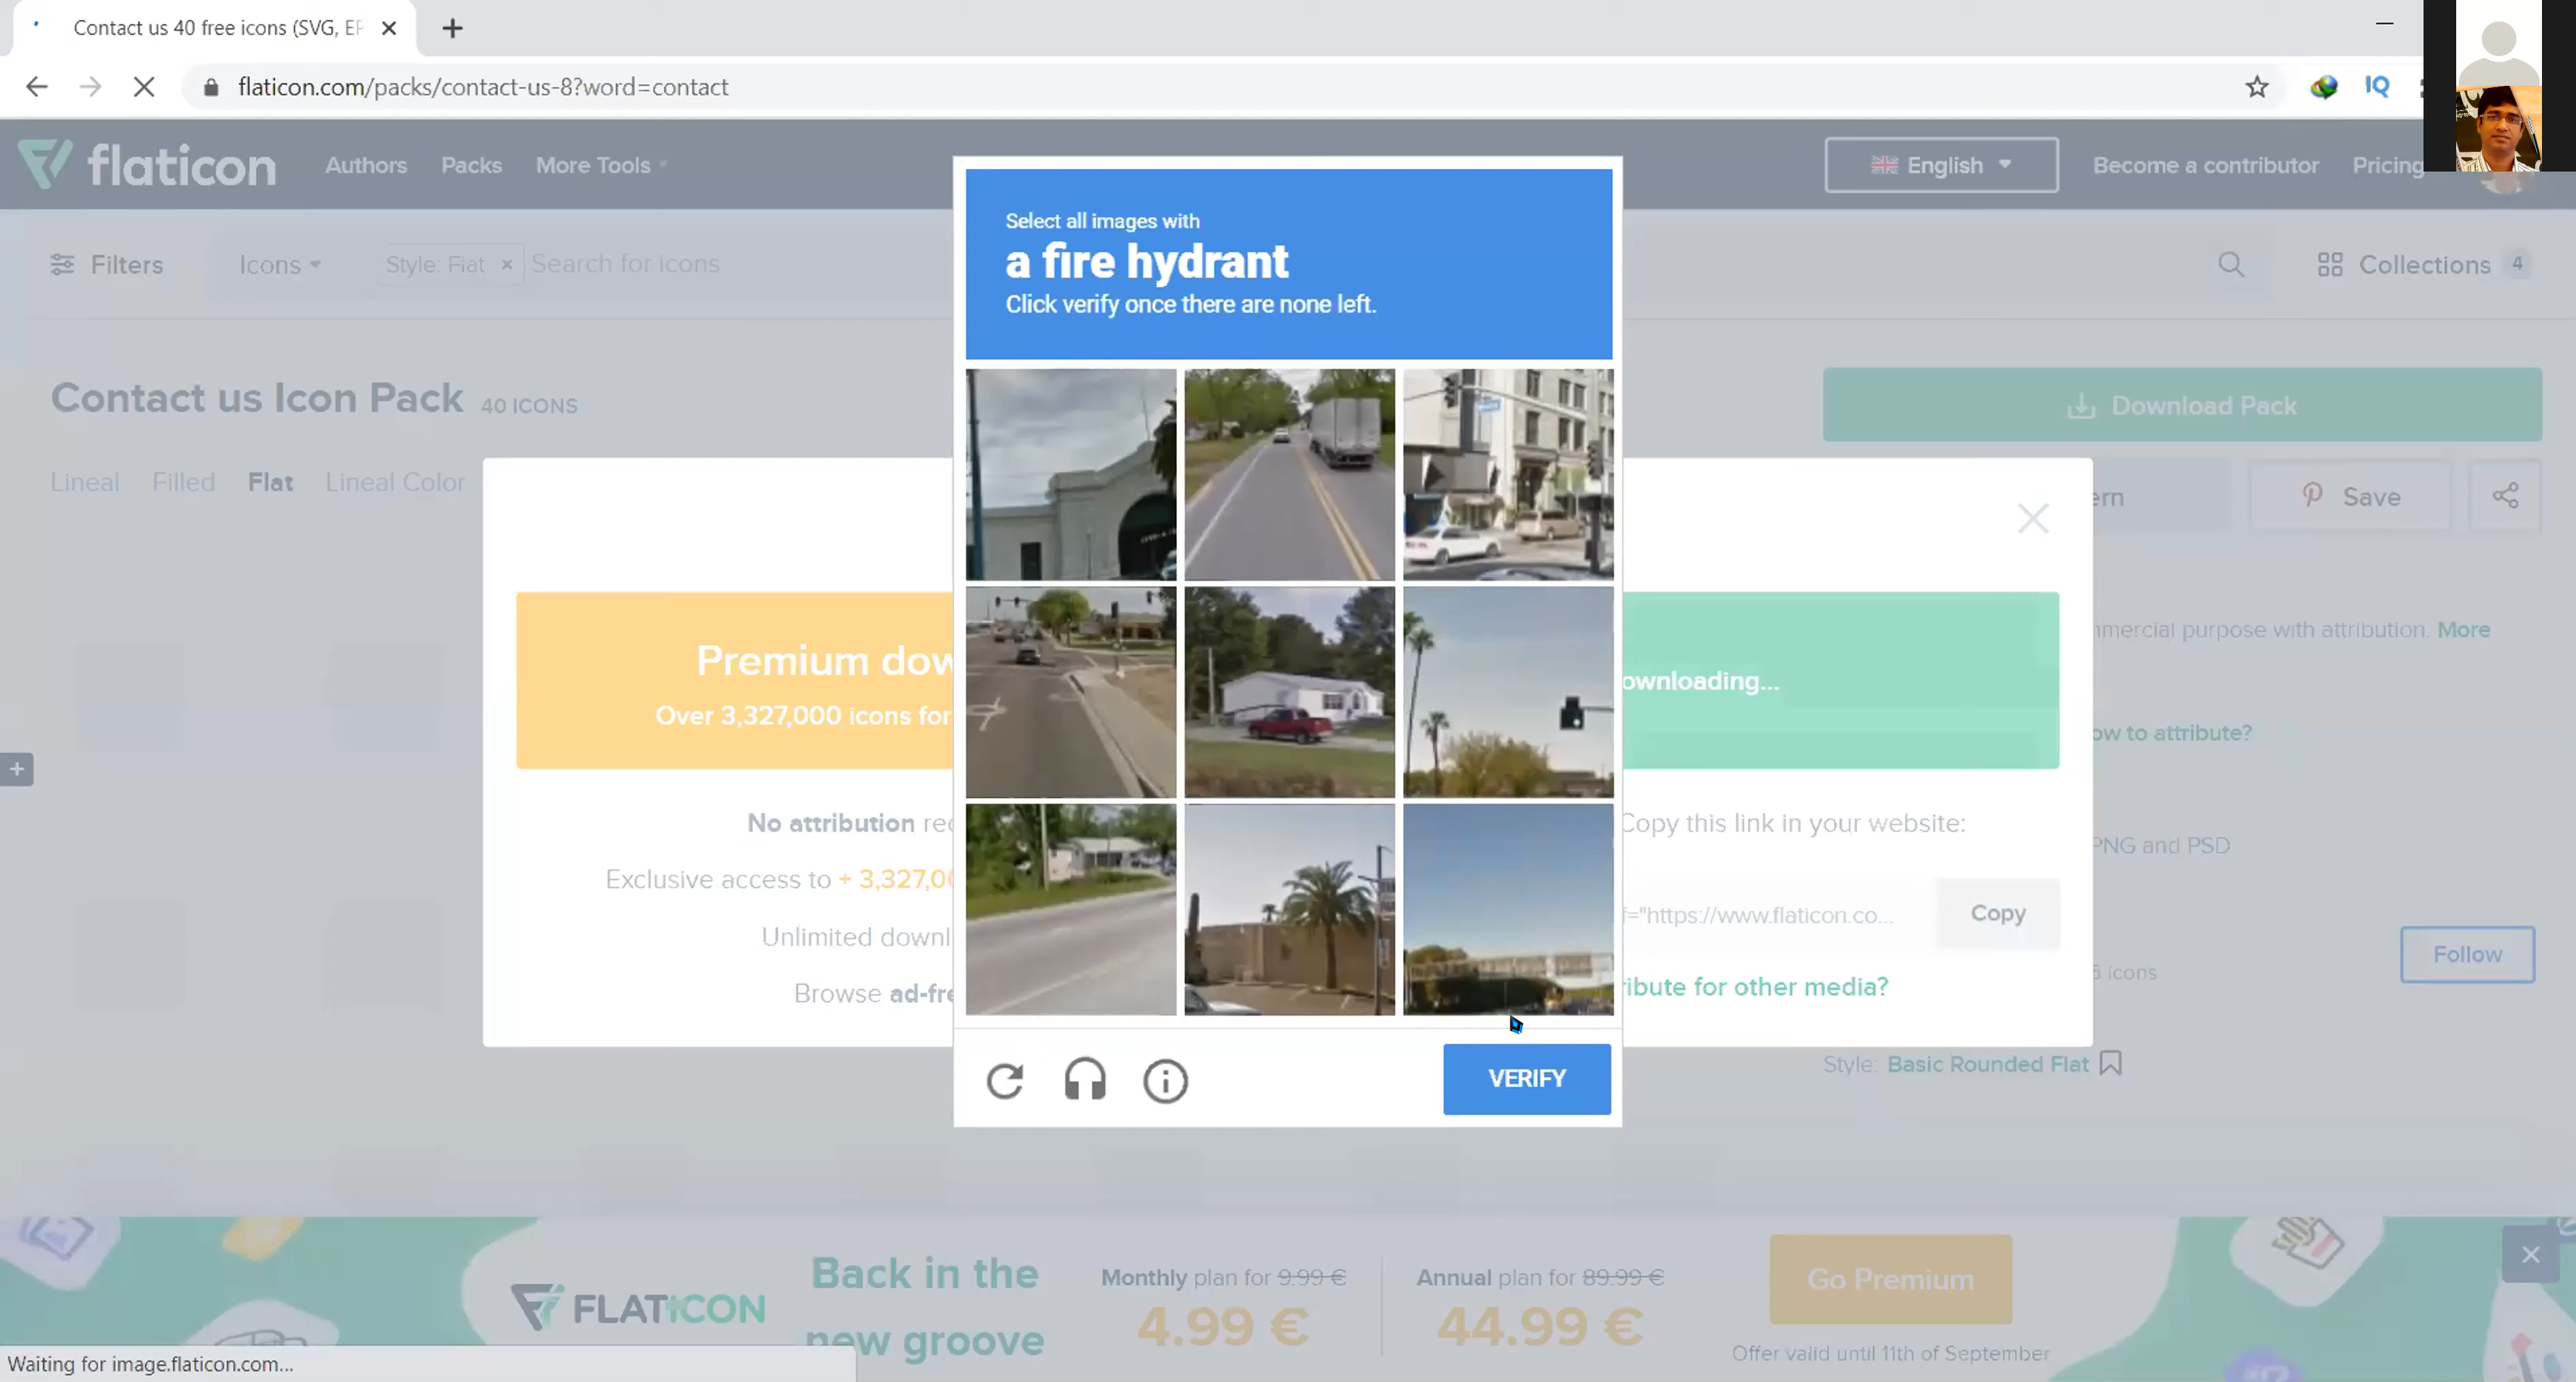 Contact us 40 free icons (SVG, EP
flaticon.com/packs/contact-us-8?word=contact
IQ
flaticon
Authors
Packs
More Tools
English
Become a contributor
Pricing
Filters
Icons
Style: Flat ×
Search for icons
Collections 4
Select all images with
a fire hydrant
Click verify once there are none left.
Contact us Icon Pack 40 ICONS
Download Pack
Lineal
Filled
Flat
Lineal Color
ern
Save
Premium dow
Over 3,327,000 icons for
ownloading...
mmercial purpose with attribution. More
ow to attribute?
No attribution rec
Copy this link in your website:
PNG and PSD
Exclusive access to + 3,327,00
f="https://www.flaticon.co...
Copy
Unlimited downl
Follow
icons
Browse ad-fre
ribute for other media?
VERIFY
Style: Basic Rounded Flat
FLATICON
Back in the
new groove
Monthly plan for 9.99 €
4.99 €
Annual plan for 89.99 €
44.99 €
Go Premium
Offer valid until 11th of September
Waiting for image.flaticon.com...